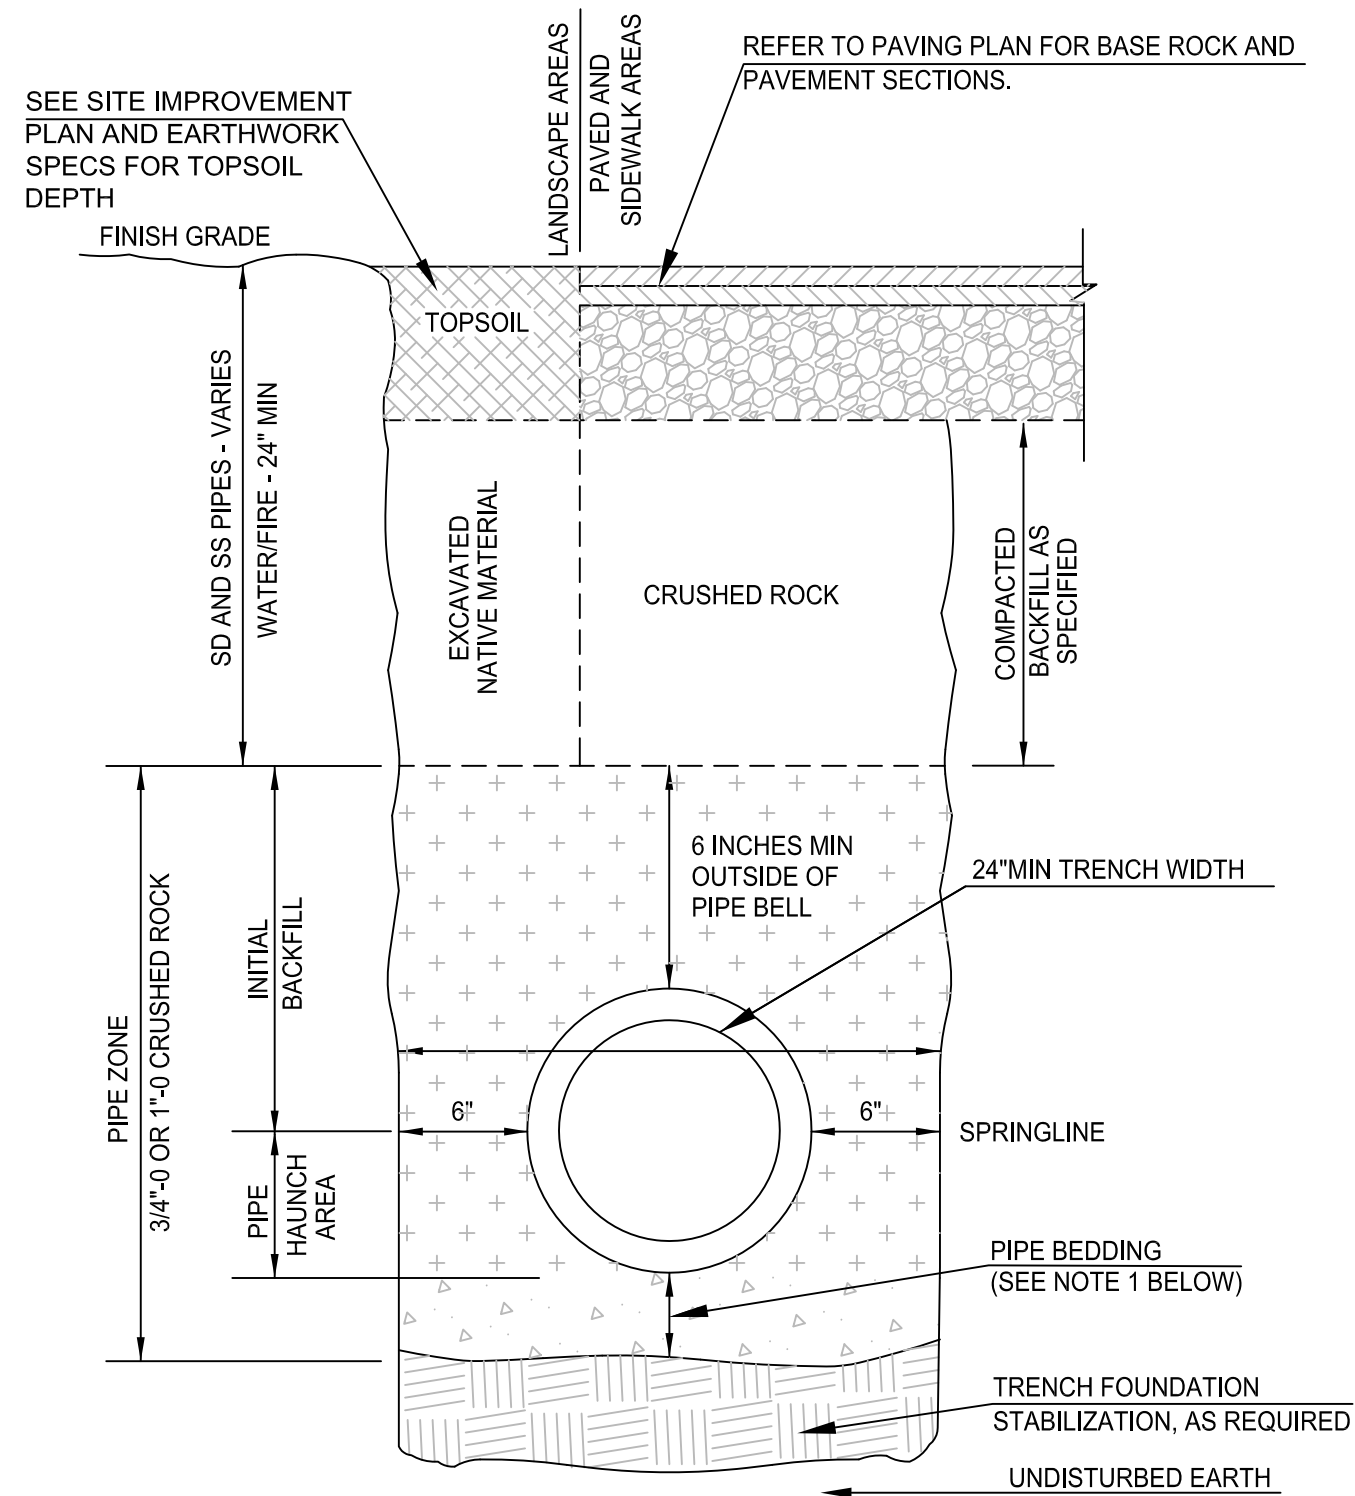 LANDSCAPE AREAS
PAVED AND
SIDEWALK AREAS
REFER TO PAVING PLAN FOR BASE ROCK AND
PAVEMENT SECTIONS.
SEE SITE IMPROVEMENT
PLAN AND EARTHWORK
SPECS FOR TOPSOIL
DEPTH
FINISH GRADE
TOPSOIL
SD AND SS PIPES - VARIES
WATER/FIRE - 24" MIN
EXCAVATED
NATIVE MATERIAL
CRUSHED ROCK
COMPACTED
BACKFILL AS
SPECIFIED
6 INCHES MIN
OUTSIDE OF
PIPE BELL
24"MIN TRENCH WIDTH
PIPE ZONE
3/4"-0 OR 1"-0 CRUSHED ROCK
INITIAL
BACKFILL
6"
6"
SPRINGLINE
PIPE
HAUNCH
AREA
PIPE BEDDING
(SEE NOTE 1 BELOW)
TRENCH FOUNDATION
STABILIZATION, AS REQUIRED
UNDISTURBED EARTH